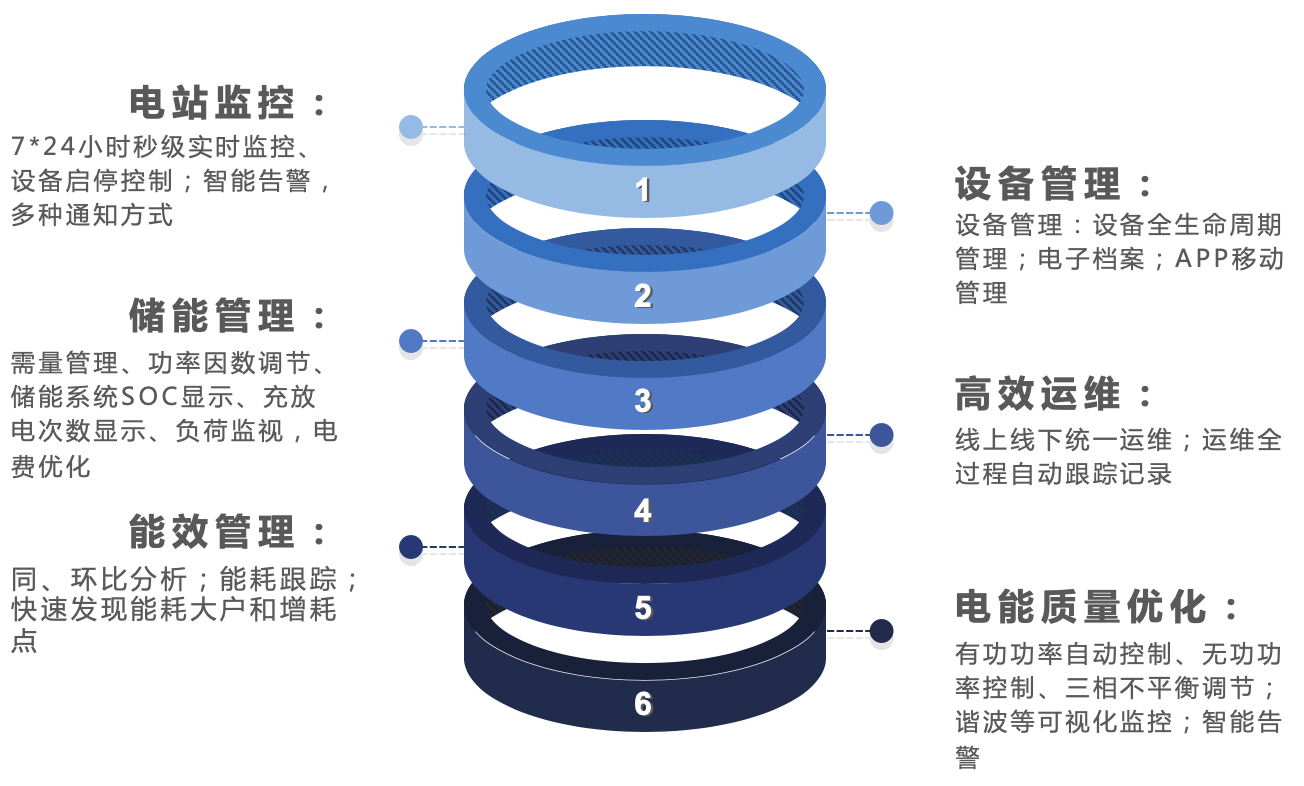 电站监控：
7*24小时秒级实时监控、
设备启停控制；智能告警，
多种通知方式
1
设备管理：
设备管理：设备全生命周期
管理；电子档案；APP移动
管理
2
储能管理：
需量管理、功率因数调节、
储能系统SOC显示、充放
电次数显示、负荷监视，电
费优化
3
高效运维：
线上线下统一运维；运维全
过程自动跟踪记录
4
能效管理：
同、环比分析；能耗跟踪；
快速发现能耗大户和增耗
点
5
电能质量优化：
有功功率自动控制、无功功
率控制、三相不平衡调节；
谐波等可视化监控；智能告
警
6